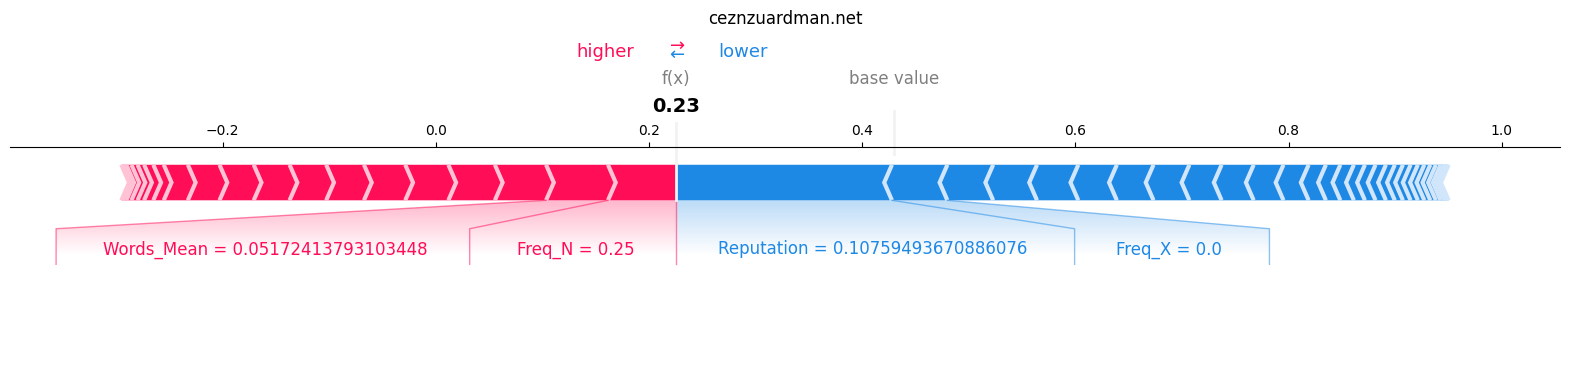 ceznzuardman.net
higher ⇄ lower
f(x) base value
0.23
−0.2 0.0 0.2 0.4 0.6 0.8 1.0
Words_Mean = 0.05172413793103448 Freq_N = 0.25 Reputation = 0.10759493670886076 Freq_X = 0.0